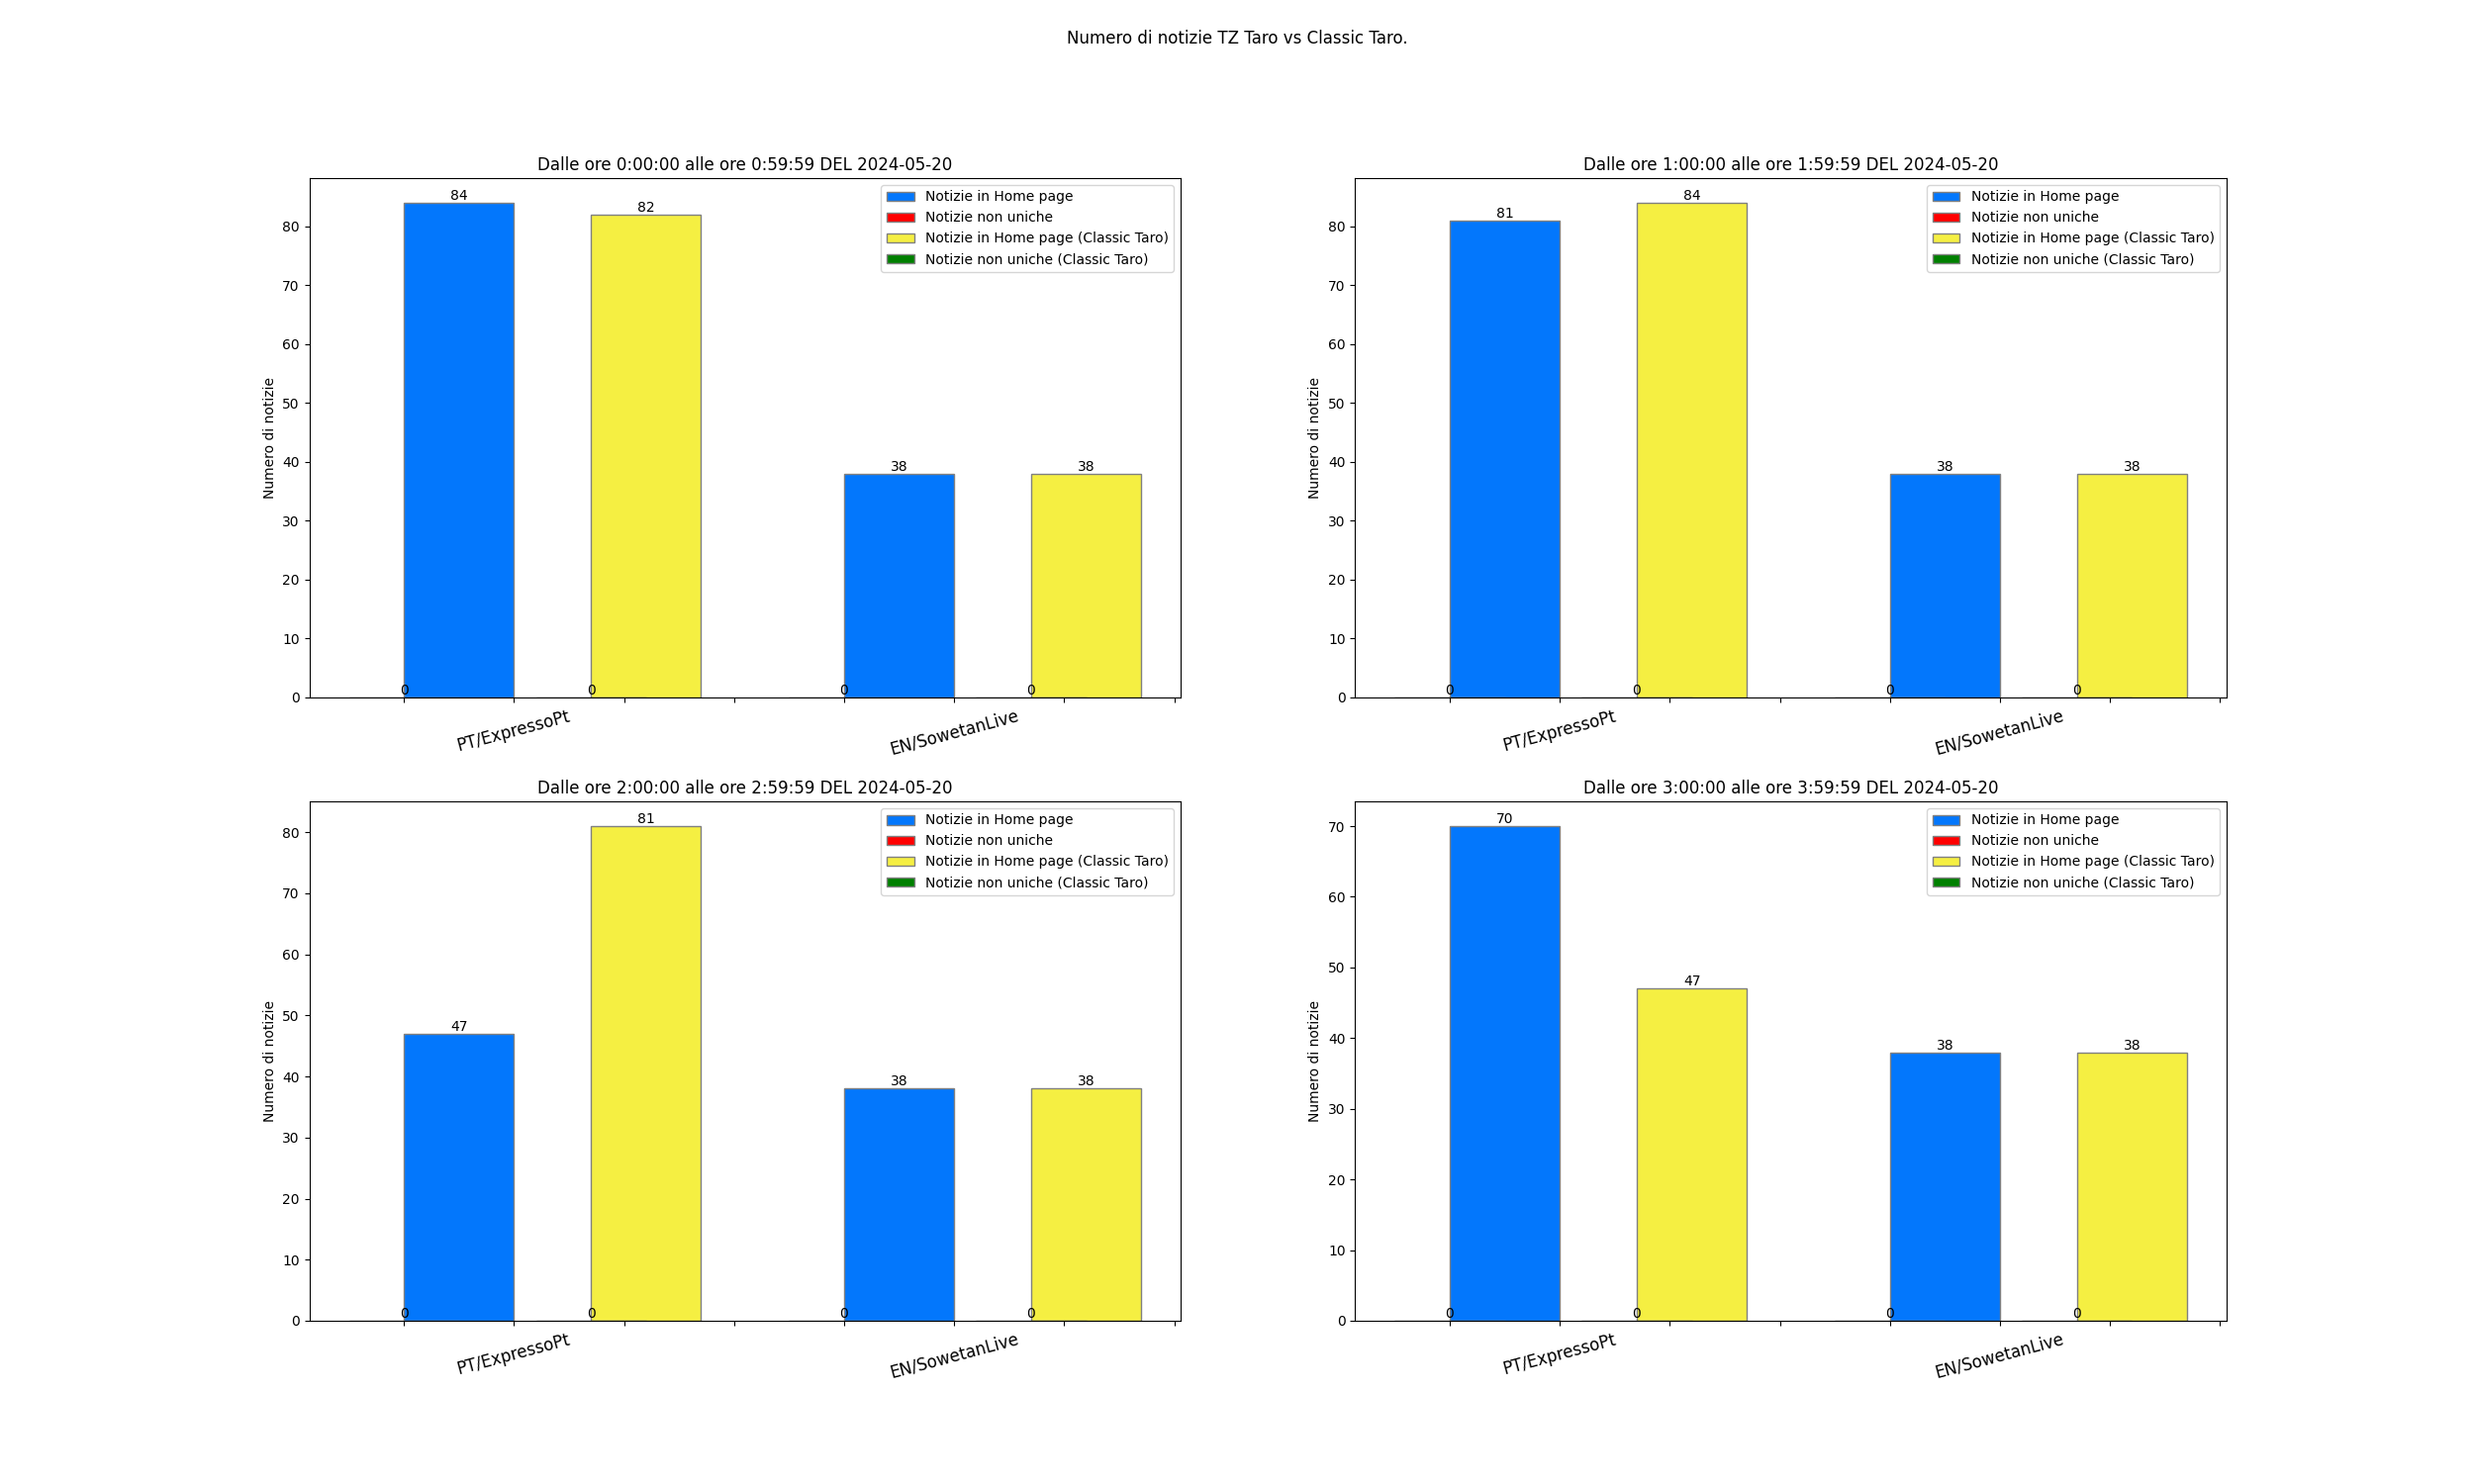 Numero di notizie TZ Taro vs Classic Taro.
Dalle ore 0:00:00 alle ore 0:59:59 DEL 2024-05-20
Numero di notizie
80
70
60
50
40
30
20
10
0
84
82
38
38
0
0
0
0
Notizie in Home page
Notizie non uniche
Notizie in Home page (Classic Taro)
Notizie non uniche (Classic Taro)
PT/ExpressoPt
EN/SowetanLive
Dalle ore 1:00:00 alle ore 1:59:59 DEL 2024-05-20
Numero di notizie
80
70
60
50
40
30
20
10
0
81
84
38
38
0
0
0
0
Notizie in Home page
Notizie non uniche
Notizie in Home page (Classic Taro)
Notizie non uniche (Classic Taro)
PT/ExpressoPt
EN/SowetanLive
Dalle ore 2:00:00 alle ore 2:59:59 DEL 2024-05-20
Numero di notizie
80
70
60
50
40
30
20
10
0
47
81
38
38
0
0
0
0
Notizie in Home page
Notizie non uniche
Notizie in Home page (Classic Taro)
Notizie non uniche (Classic Taro)
PT/ExpressoPt
EN/SowetanLive
Dalle ore 3:00:00 alle ore 3:59:59 DEL 2024-05-20
Numero di notizie
70
60
50
40
30
20
10
0
70
47
38
38
0
0
0
0
Notizie in Home page
Notizie non uniche
Notizie in Home page (Classic Taro)
Notizie non uniche (Classic Taro)
PT/ExpressoPt
EN/SowetanLive